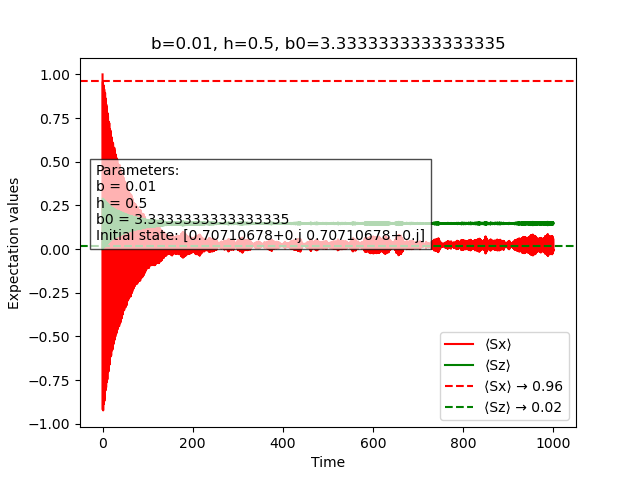 b=0.01, h=0.5, b0=3.3333333333333335
Expectation values
1.00
0.75
0.50
0.25
0.00
−0.25
−0.50
−0.75
−1.00
Parameters:
b = 0.01
h = 0.5
b0 = 3.3333333333333335
Initial state: [0.70710678+0.j 0.70710678+0.j]
⟨Sx⟩
⟨Sz⟩
⟨Sx⟩ → 0.96
⟨Sz⟩ → 0.02
0
200
400
600
800
1000
Time